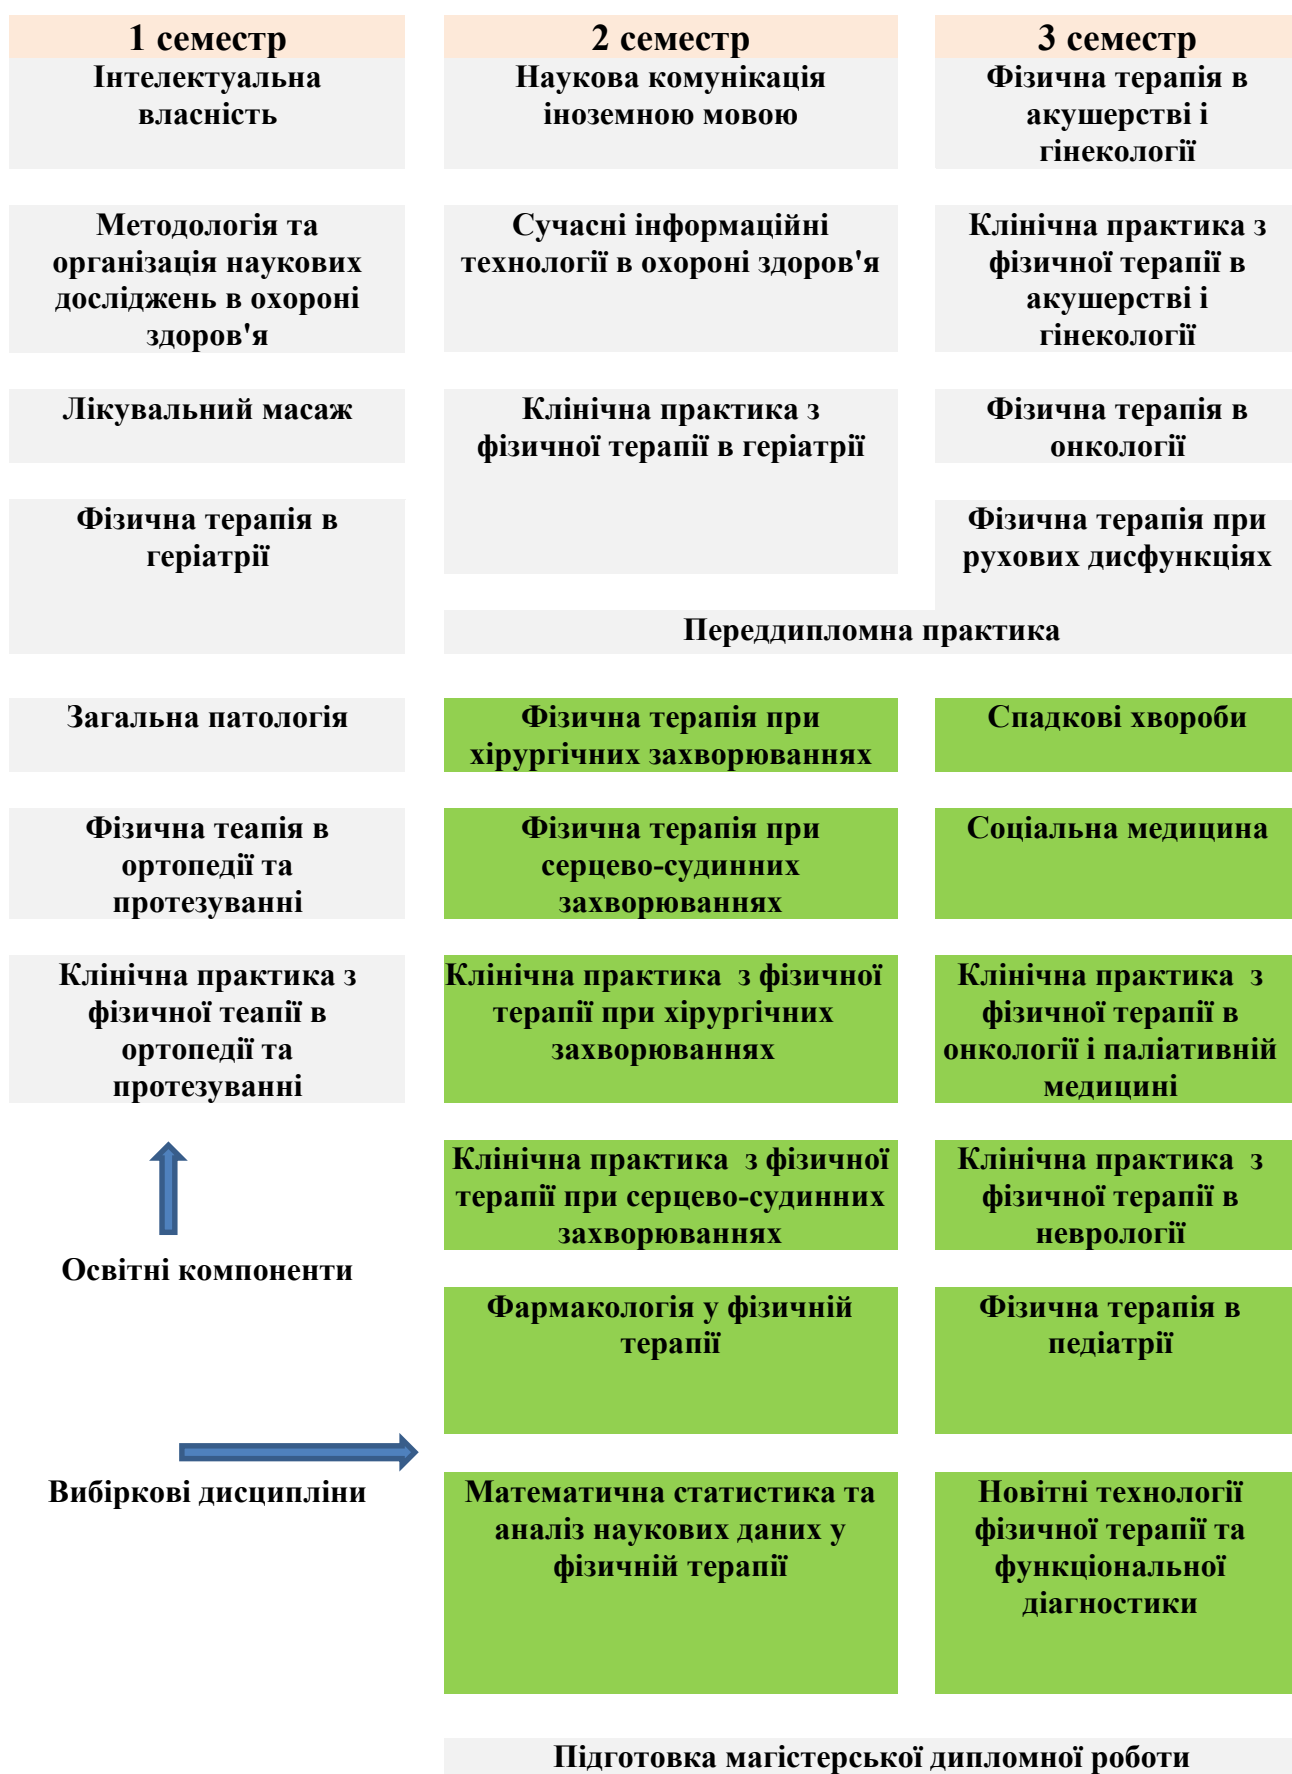 1 семестр
2 семестр
3 семестр
Інтелектуальна
власність
Наукова комунікація
іноземною мовою
Фізична терапія в
акушерстві і
гінекології
Методологія та
організація наукових
досліджень в охороні
здоров'я
Сучасні інформаційні
технології в охороні здоров'я
Клінічна практика з
фізичної терапії в
акушерстві і
гінекології
Лікувальний масаж
Клінічна практика з
фізичної терапії в геріатрії
Фізична терапія в
онкології
Фізична терапія в
геріатрії
Фізична терапія при
рухових дисфункціях
Переддипломна практика
Загальна патологія
Фізична терапія при
хірургічних захворюваннях
Спадкові хвороби
Фізична теапія в
ортопедії та
протезуванні
Фізична терапія при
серцево-судинних
захворюваннях
Соціальна медицина
Клінічна практика з
фізичної теапії в
ортопедії та
протезуванні
Клінічна практика з фізичної
терапії при хірургічних
захворюваннях
Клінічна практика з
фізичної терапії в
онкології і паліативній
медицині
Клінічна практика з фізичної
терапії при серцево-судинних
захворюваннях
Клінічна практика з
фізичної терапії в
неврології
Освітні компоненти
Фармакологія у фізичній
терапії
Фізична терапія в
педіатрії
Вибіркові дисципліни
Математична статистика та
аналіз наукових даних у
фізичній терапії
Новітні технології
фізичної терапії та
функціональної
діагностики
Підготовка магістерської дипломної роботи